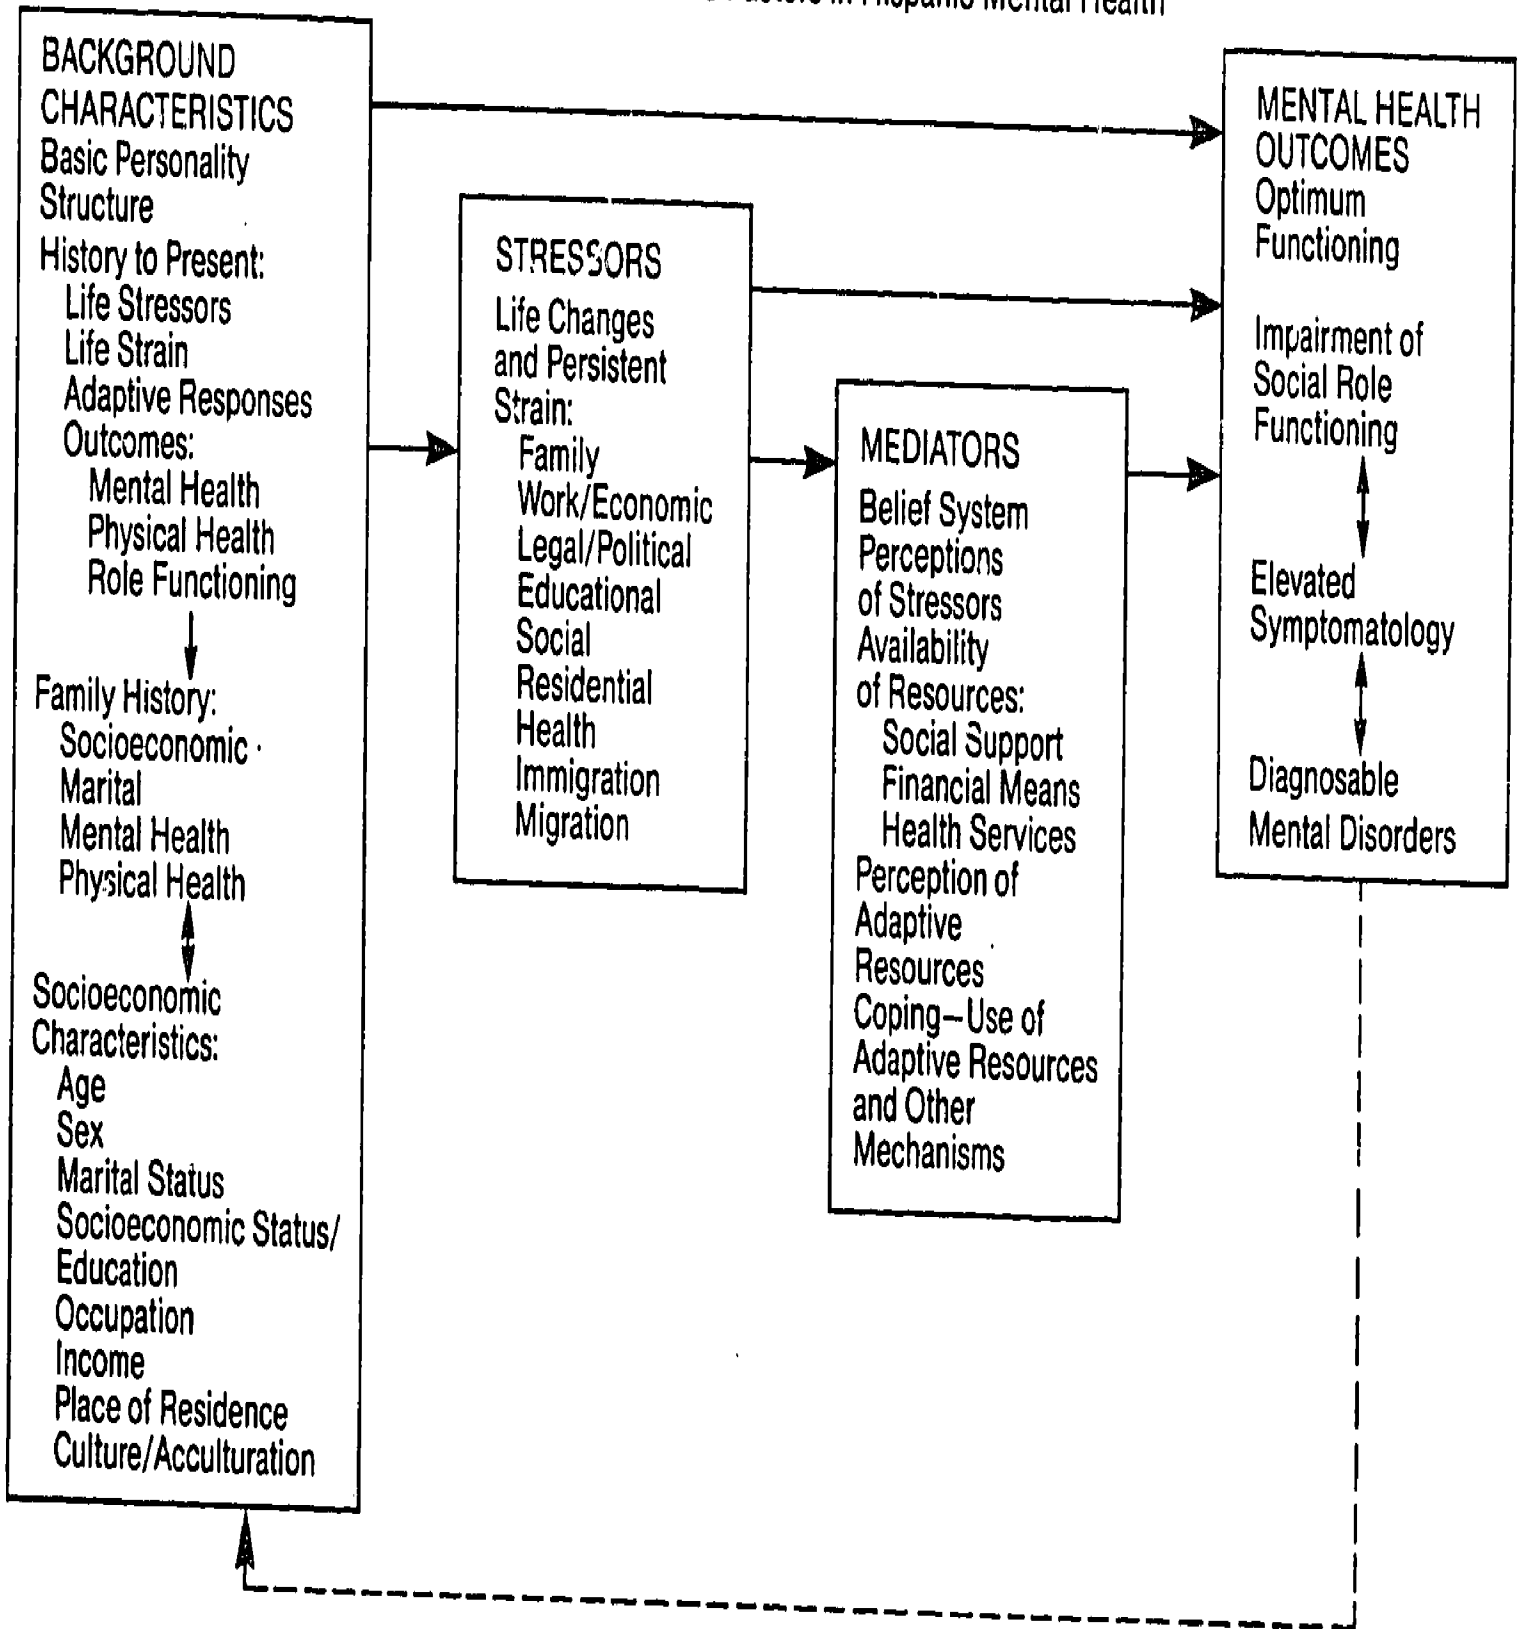 Factors in Hispanic Mental Health
BACKGROUND
CHARACTERISTICS
Basic Personality
Structure
History to Present:
Life Stressors
Life Strain
Adaptive Responses
Outcomes:
Mental Health
Physical Health
Role Functioning
Family History:
Socioeconomic
Marital
Mental Health
Physical Health
Socioeconomic
Characteristics:
Age
Sex
Marital Status
Socioeconomic Status/
Education
Occupation
Income
Place of Residence
Culture/Acculturation
STRESSORS
Life Changes
and Persistent
Strain:
Family
Work/Economic
Legal/Political
Educational
Social
Residential
Health
Immigration
Migration
MEDIATORS
Belief System
Perceptions
of Stressors
Availability
of Resources:
Social Support
Financial Means
Health Services
Perception of
Adaptive
Resources
Coping–Use of
Adaptive Resources
and Other
Mechanisms
MENTAL HEALTH
OUTCOMES
Optimum
Functioning
Impairment of
Social Role
Functioning
Elevated
Symptomatology
Diagnosable
Mental Disorders